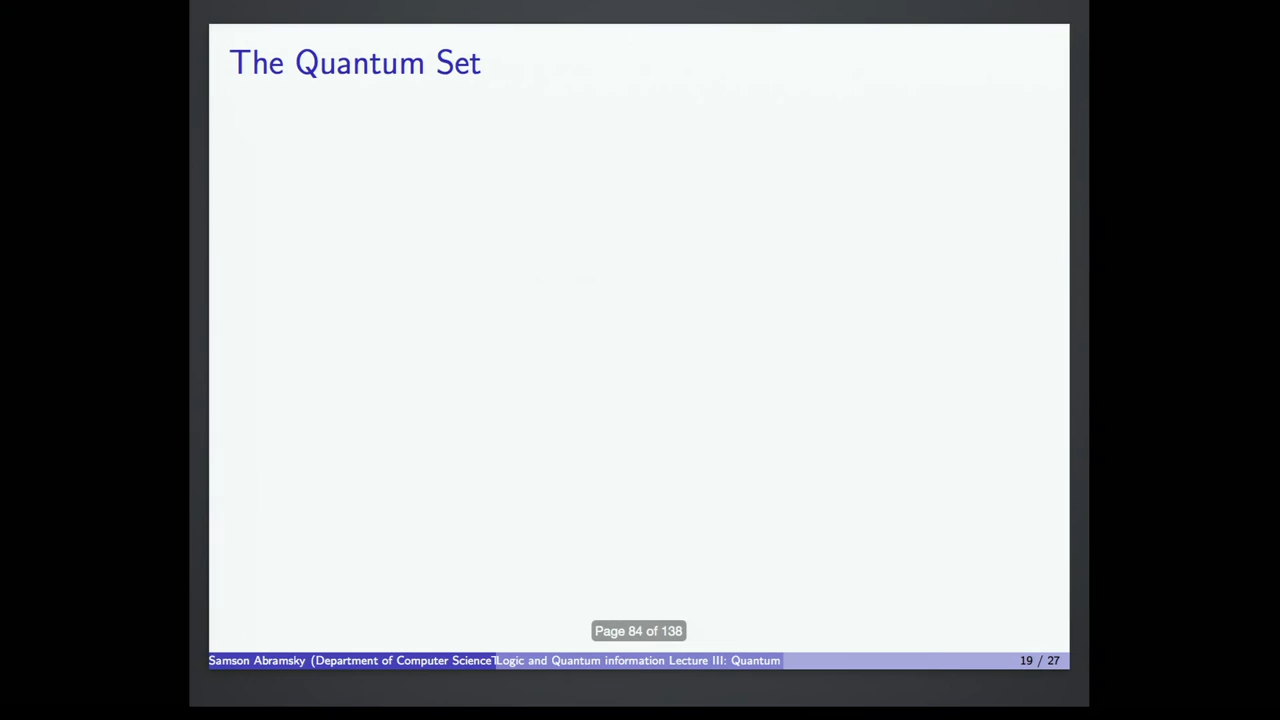 The Quantum Set
Page 84 of 138
Samson Abramsky (Department of Computer Science Logic and Quantum information Lecture III: Quantum 19 / 27